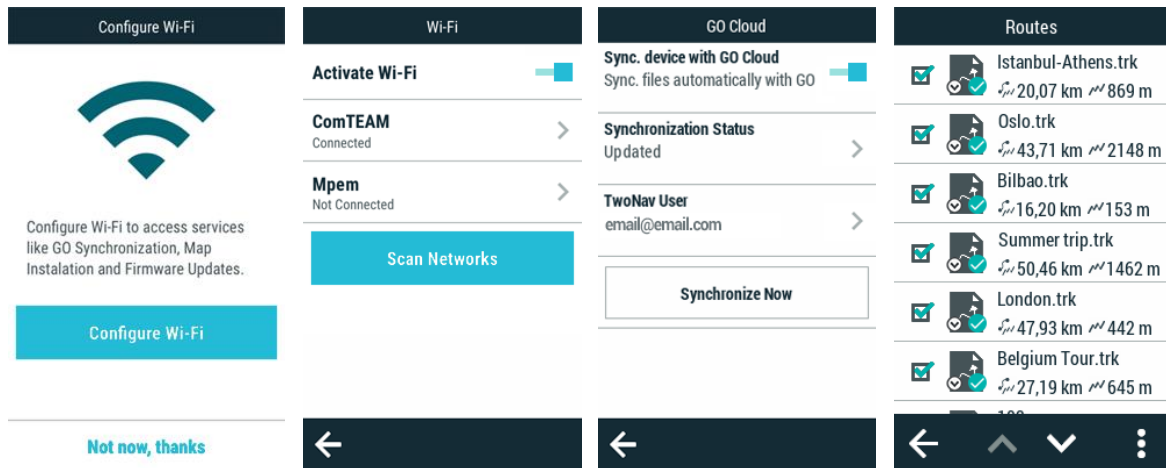 Configure Wi-Fi
Configure Wi-Fi to access services
like GO Synchronization, Map
Instalation and Firmware Updates.
Configure Wi-Fi
Not now, thanks
Wi-Fi
Activate Wi-Fi
ComTEAM
Connected
Mpem
Not Connected
Scan Networks
GO Cloud
Sync. device with GO Cloud
Sync. files automatically with GO
Synchronization Status
Updated
TwoNav User
email@email.com
Synchronize Now
Routes
Istanbul-Athens.trk
20,07 km 869 m
Oslo.trk
43,71 km 2148 m
Bilbao.trk
16,20 km 153 m
Summer trip.trk
50,46 km 1462 m
London.trk
47,93 km 442 m
Belgium Tour.trk
27,19 km 645 m